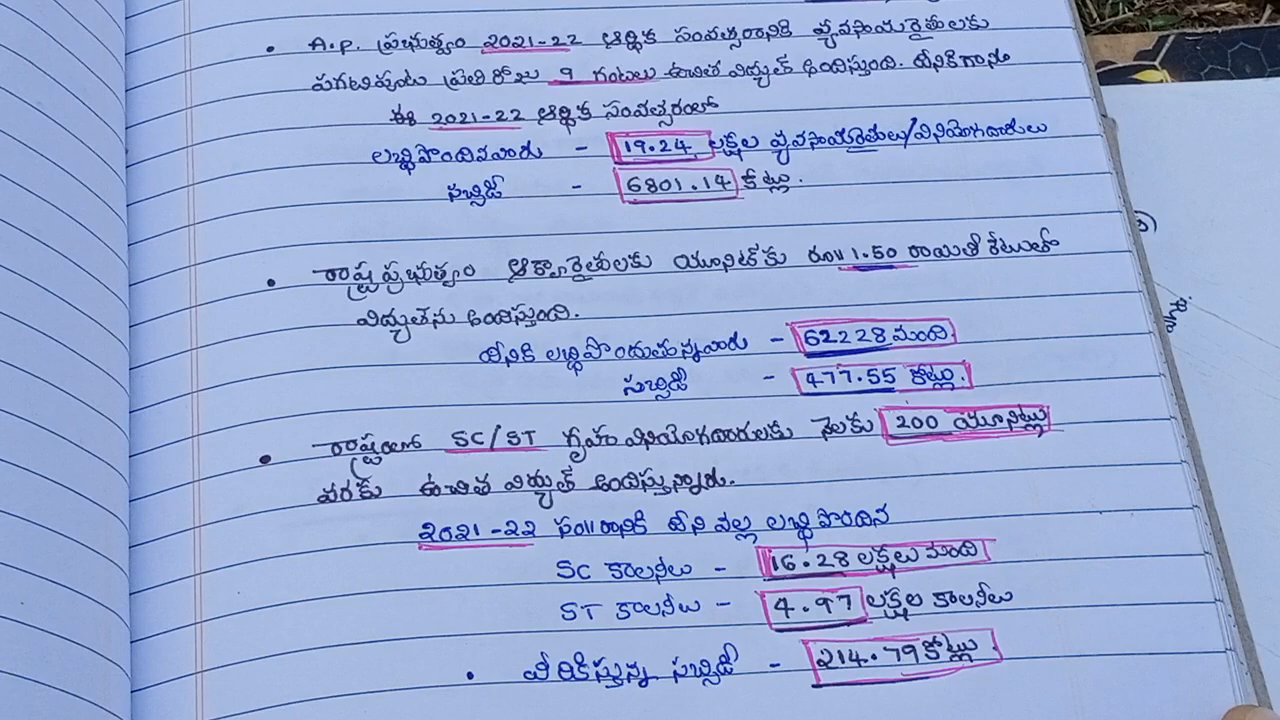 • A.p. ప్రభుత్వం 2021-22 ఆర్థిక సంవత్సరానికి వ్యవసాయరైతులకు
పగటిపూట ప్రతి రోజు 9 గంటలు ఉచిత విద్యుత్ అందిస్తుంది. దీనికిగాను
ఈ 2021-22 ఆర్థిక సంవత్సరంలో
లబ్ధిపొందినవారు - 19.24 లక్షల వ్యవసాయరైతులు/వినియోగదారులు
సబ్సిడీ - 6801.14 కోట్లు.
• రాష్ట్రప్రభుత్వం ఆక్వారైతులకు యూనిట్‌కు రూ॥ 1.50 రాయితీ రేటుతో
విద్యుత్‌ను అందిస్తుంది.
దీనికి లబ్ధిపొందుతున్నవారు - 62228 మంది
సబ్సిడీ - 477.55 కోట్లు.
• రాష్ట్రంలో SC/ST గృహ వినియోగదారులకు నెలకు 200 యూనిట్లు
వరకు ఉచిత విద్యుత్ అందిస్తున్నారు.
2021-22 సం॥రానికి దీని వల్ల లబ్ధి పొందిన
SC కాలనీలు - 16.28 లక్షలు మంది
ST కాలనీలు - 4.97 లక్షల కాలనీలు
• వీరికిస్తున్న సబ్సిడీ - 214.79 కోట్లు.